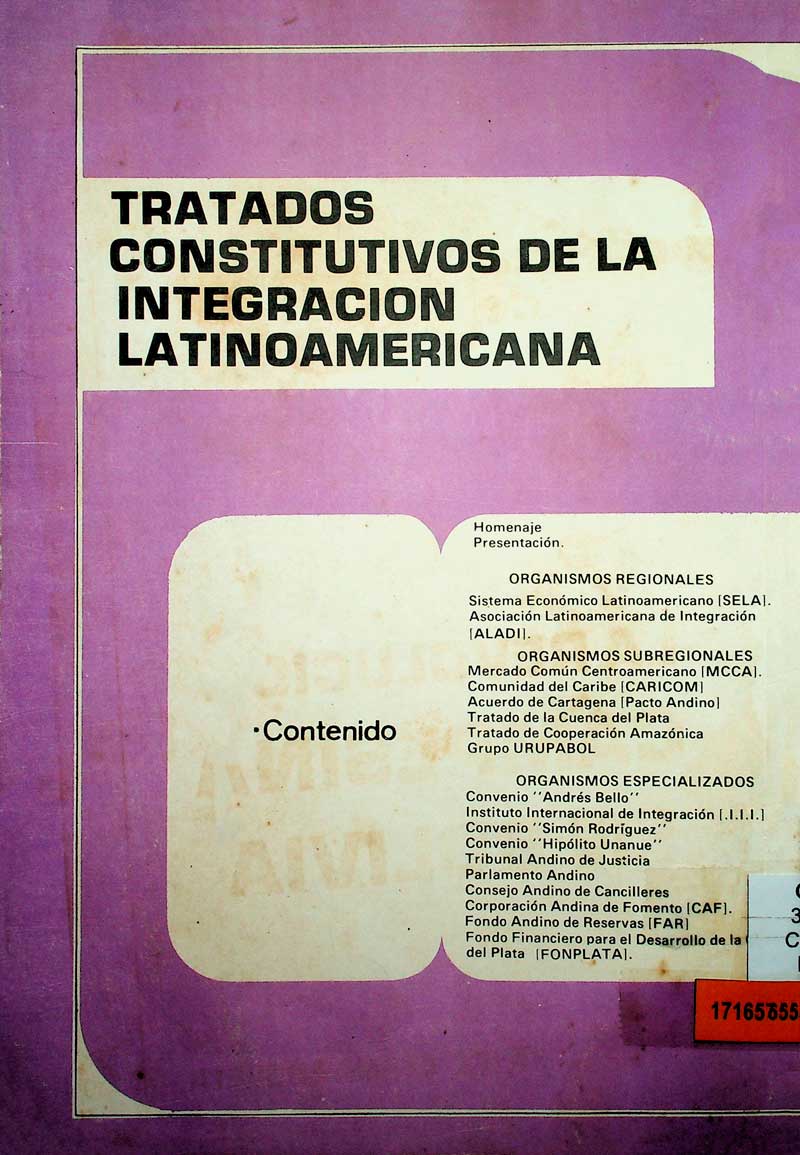 TRATADOS
CONSTITUTIVOS DE LA
INTEGRACION
LATINOAMERICANA
Homenaje
Presentación.
ORGANISMOS REGIONALES
Sistema Económico Latinoamericano [SELA].
Asociación Latinoamericana de Integración
[ALADI].
ORGANISMOS SUBREGIONALES
Mercado Común Centroamericano [MCCA].
Comunidad del Caribe [CARICOM]
Acuerdo de Cartagena [Pacto Andino]
Tratado de la Cuenca del Plata
Tratado de Cooperación Amazónica
Grupo URUPABOL
·Contenido
ORGANISMOS ESPECIALIZADOS
Convenio "Andrés Bello"
Instituto Internacional de Integración [.I.I.I.]
Convenio "Simón Rodríguez"
Convenio "Hipólito Unanue"
Tribunal Andino de Justicia
Parlamento Andino
Consejo Andino de Cancilleres
Corporación Andina de Fomento [CAF].
Fondo Andino de Reservas [FAR]
Fondo Financiero para el Desarrollo de la
del Plata [FONPLATA].